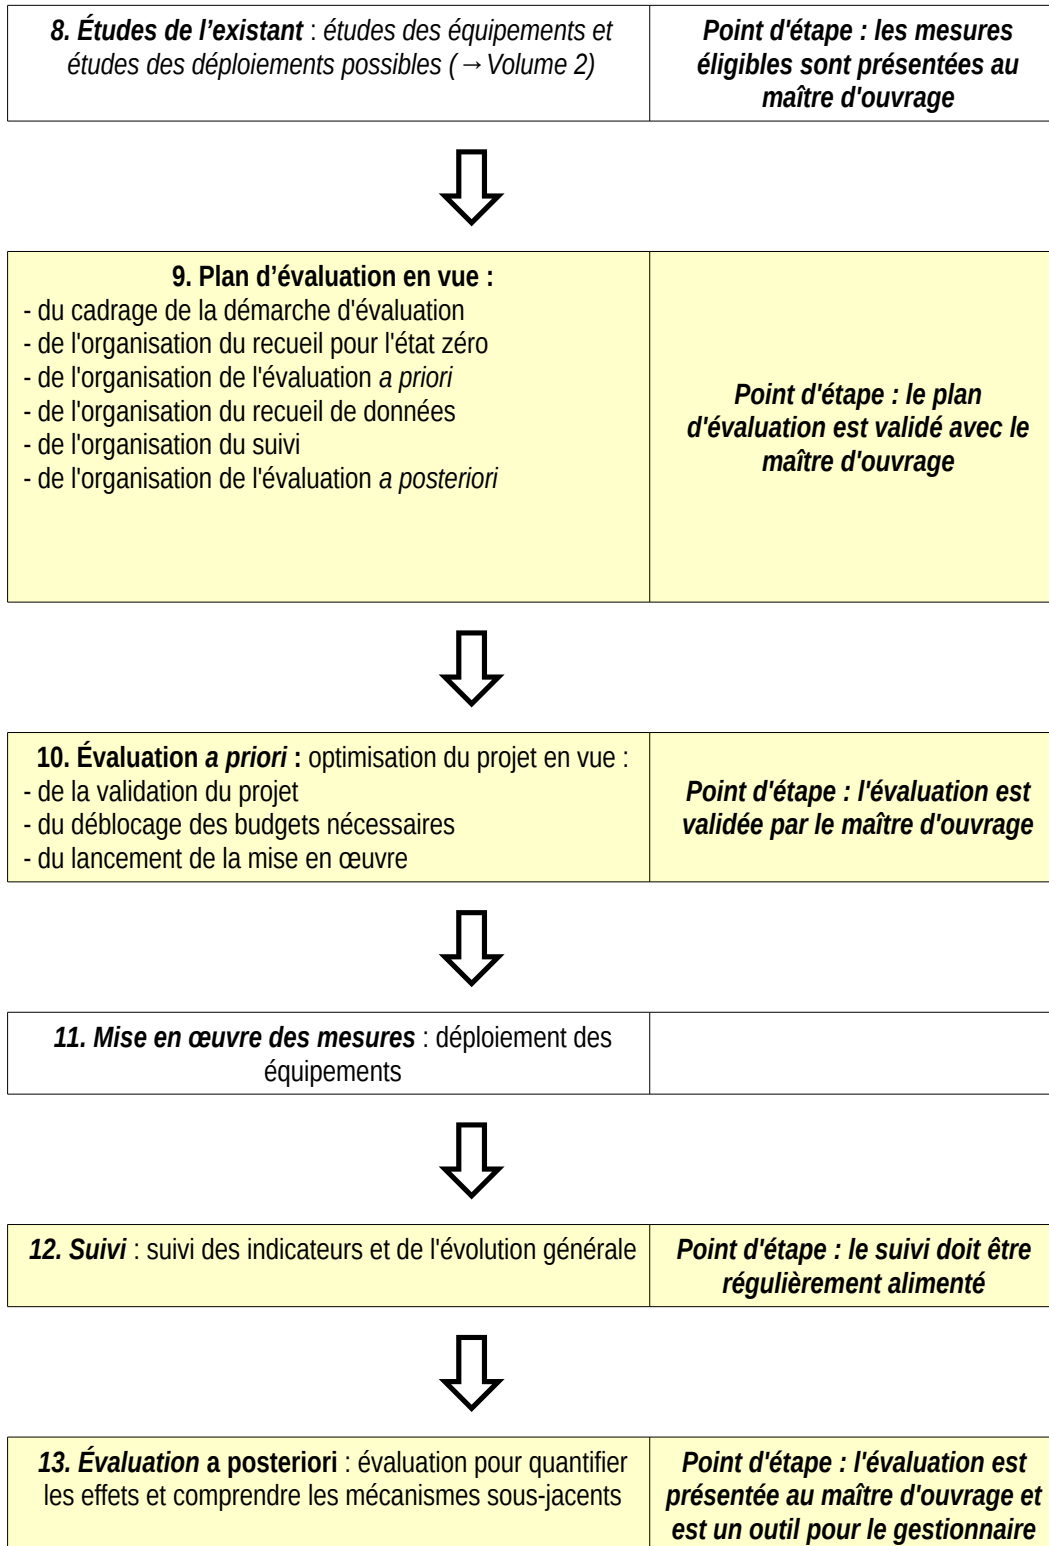 8. Études de l’existant : études des équipements et
études des déploiements possibles (→Volume 2)
Point d'étape : les mesures
éligibles sont présentées au
maître d'ouvrage
9. Plan d’évaluation en vue :
- du cadrage de la démarche d'évaluation
- de l'organisation du recueil pour l'état zéro
- de l'organisation de l'évaluation a priori
- de l'organisation du recueil de données
- de l'organisation du suivi
- de l'organisation de l'évaluation a posteriori
Point d'étape : le plan
d'évaluation est validé avec le
maître d'ouvrage
10. Évaluation a priori : optimisation du projet en vue :
- de la validation du projet
- du déblocage des budgets nécessaires
- du lancement de la mise en œuvre
Point d'étape : l'évaluation est
validée par le maître d'ouvrage
11. Mise en œuvre des mesures : déploiement des
équipements
12. Suivi : suivi des indicateurs et de l'évolution générale
Point d'étape : le suivi doit être
régulièrement alimenté
13. Évaluation a posteriori : évaluation pour quantifier
les effets et comprendre les mécanismes sous-jacents
Point d'étape : l'évaluation est
présentée au maître d'ouvrage et
est un outil pour le gestionnaire